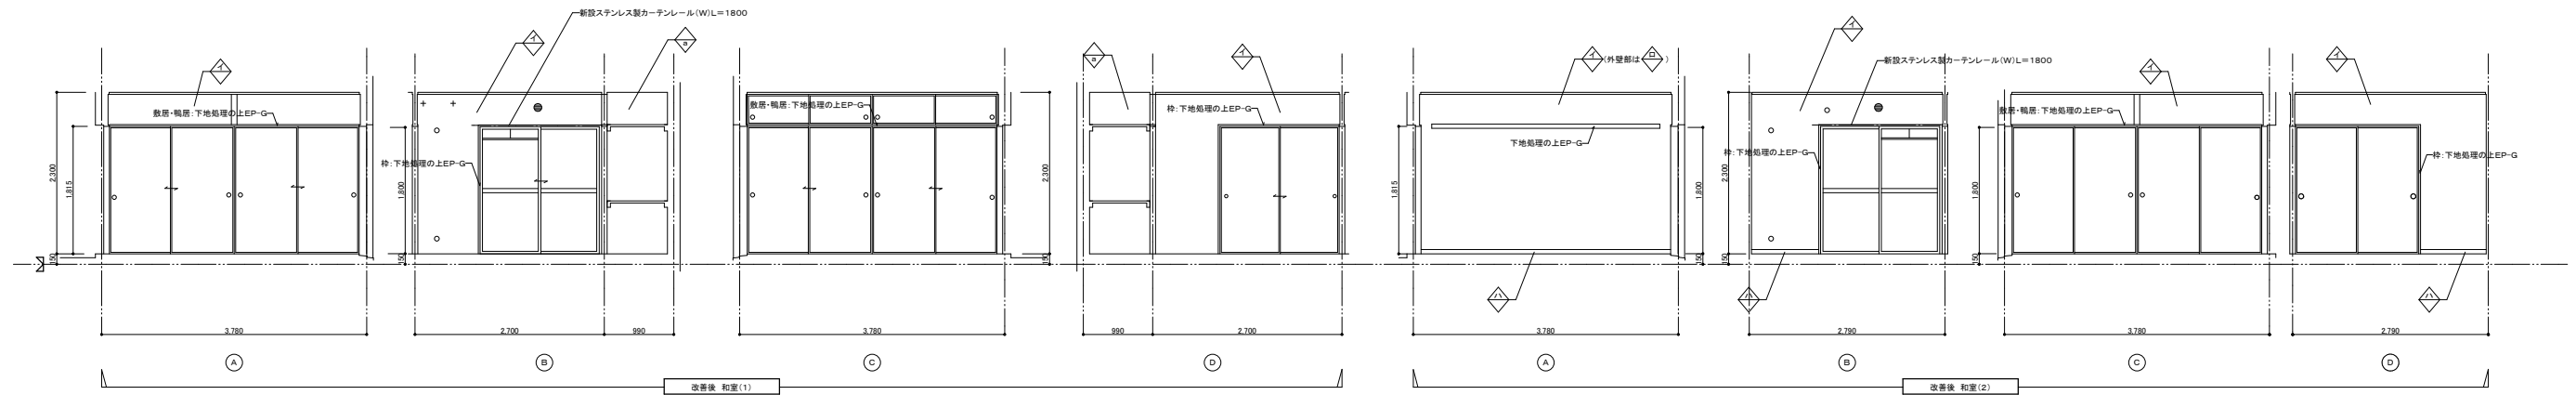 新設ステンレス製カーテンレール(W)L=1800
イ
a
イ
敷居・鴨居:下地処理の上EP-G
枠:下地処理の上EP-G
敷居・鴨居:下地処理の上EP-G
2,300
1,815
150
1,800
150
2,300
150
3,780
2,700
990
3,780
A
B
C
a
イ
枠:下地処理の上EP-G
990
2,700
D
改善後 和室(1)
イ
(外壁部は
ロ
)
下地処理の上EP-G
1,815
1,800
150
ハ
3,780
A
イ
新設ステンレス製カーテンレール(W)L=1800
枠:下地処理の上EP-G
2,300
150
ハ
2,790
B
イ
敷居・鴨居:下地処理の上EP-G
1,800
150
3,780
C
イ
枠:下地処理の上EP-G
ハ
2,790
D
改善後 和室(2)